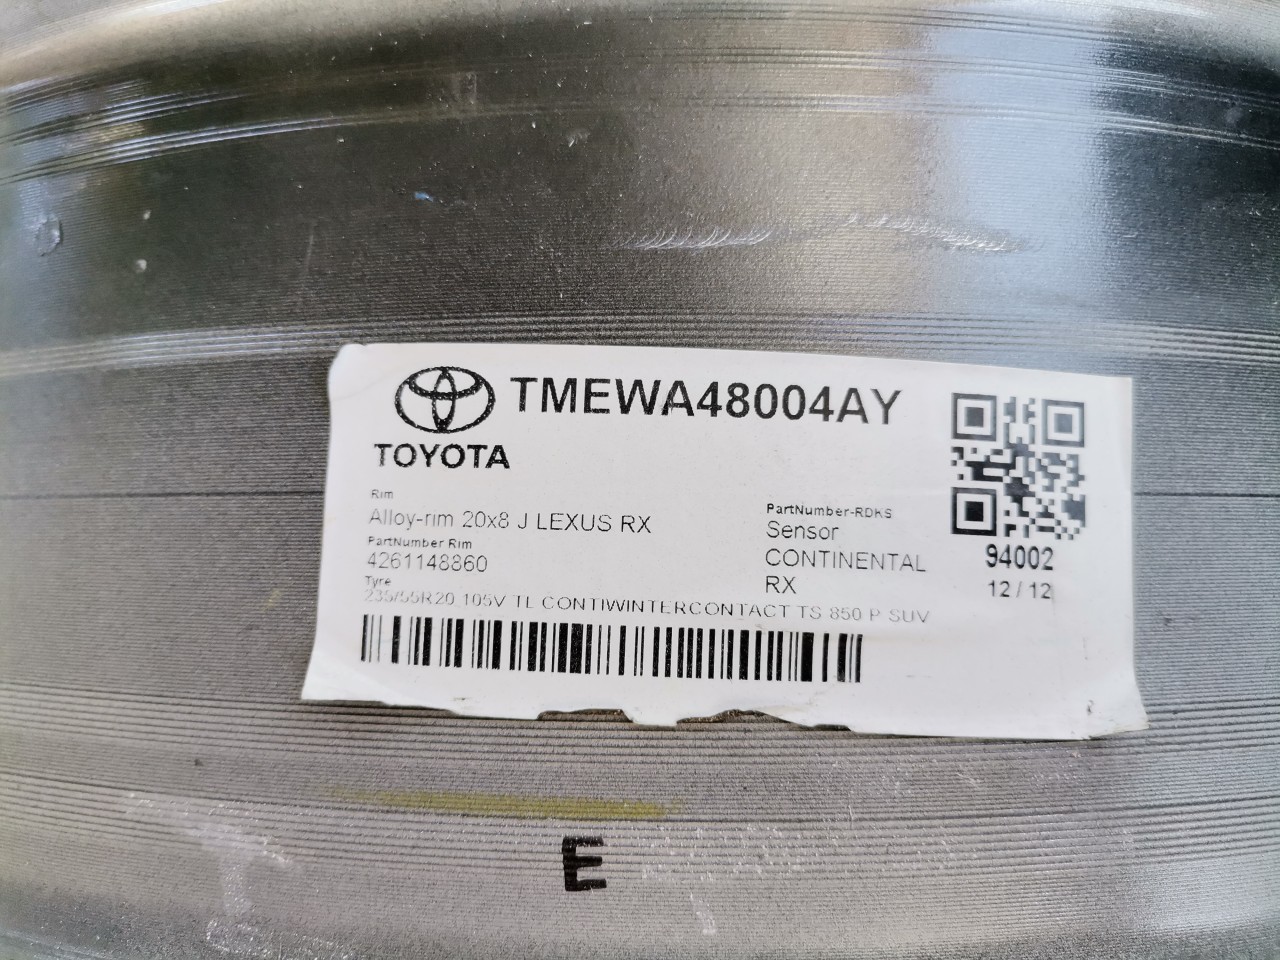 TMEWA48004AY
TOYOTA
Rim
Alloy-rim 20x8 J LEXUS RX
PartNumber Rim
4261148860
Tyre
235/55R20 105V TL CONTIWINTERCONTACT TS 850 P SUV
PartNumber-RDKS
Sensor
CONTINENTAL
RX
94002
12/12
E